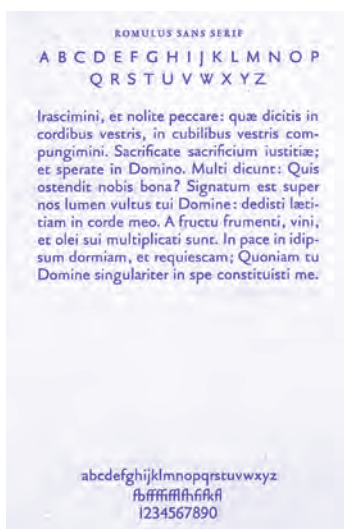 ROMULUS SANS SERIF
A B C D E F G H I J K L M N O P
Q R S T U V W X Y Z
Irascimini, et nolite peccare: quæ dicitis in
cordibus vestris, in cubilibus vestris com-
pungimini. Sacrificate sacrificium iustitiæ;
et sperate in Domino. Multi dicunt: Quis
ostendit nobis bona? Signatum est super
nos lumen vultus tui Domine: dedisti læti-
tiam in corde meo. A fructu frumenti, vini,
et olei sui multiplicati sunt. In pace in idip-
sum dormiam, et requiescam; Quoniam tu
Domine singulariter in spe constituisti me.
abcdefghijklmnopqrstuvwxyz
1234567890